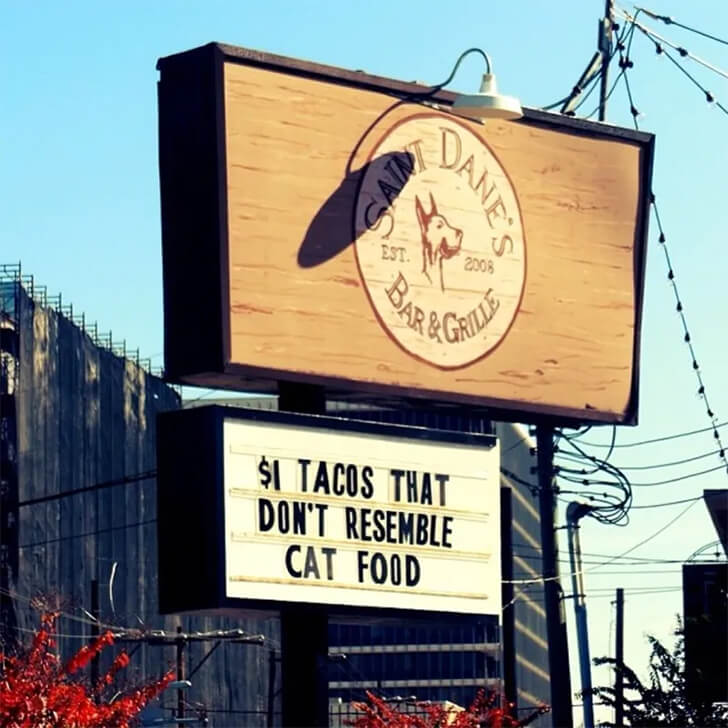 SAINT DANE'S
EST. 2008
BAR & GRILLE
$1 TACOS THAT
DON'T RESEMBLE
CAT FOOD